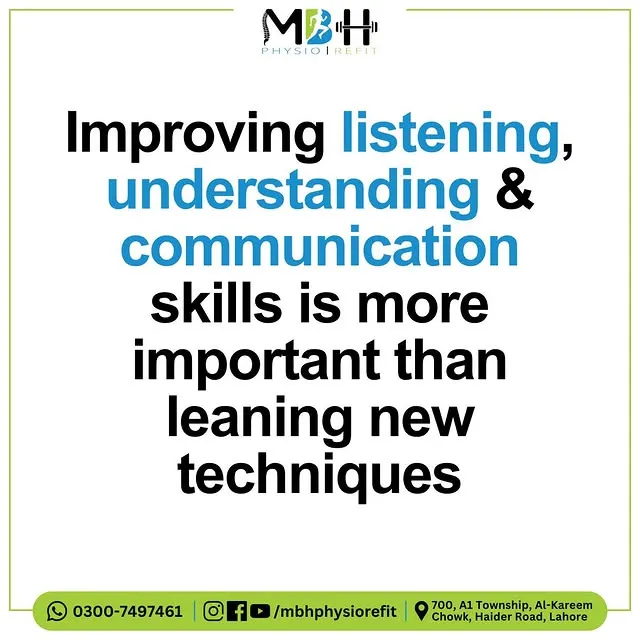 MBH
PHYSIO | REFIT
Improving listening,
understanding &
communication
skills is more
important than
leaning new
techniques
0300-7497461 | /mbhphysiorefit | 700, A1 Township, Al-Kareem
Chowk, Haider Road, Lahore